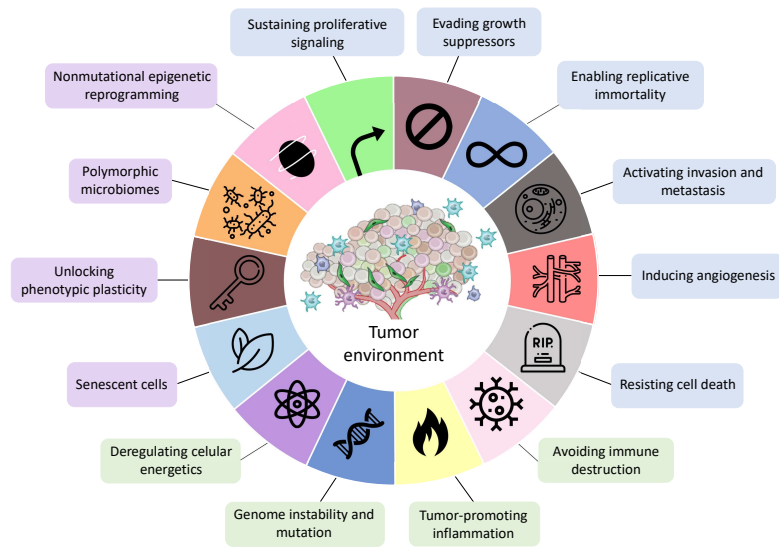 Sustaining proliferative
signaling
Evading growth
suppressors
Nonmutational epigenetic
reprogramming
Enabling replicative
immortality
Polymorphic
microbiomes
Activating invasion and
metastasis
Unlocking
phenotypic plasticity
Inducing angiogenesis
Tumor
environment
RIP.
Senescent cells
Resisting cell death
Deregulating celular
energetics
Avoiding immune
destruction
Genome instability and
mutation
Tumor-promoting
inflammation